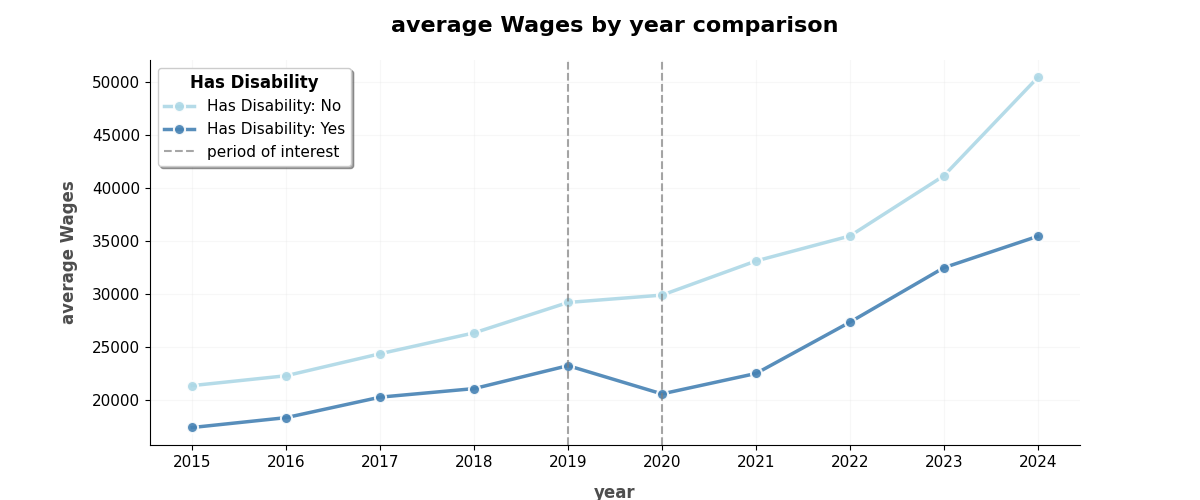 average Wages by year comparison
Has Disability
Has Disability: No
Has Disability: Yes
period of interest
average Wages
50000
45000
40000
35000
30000
25000
20000
2015 2016 2017 2018 2019 2020 2021 2022 2023 2024
year